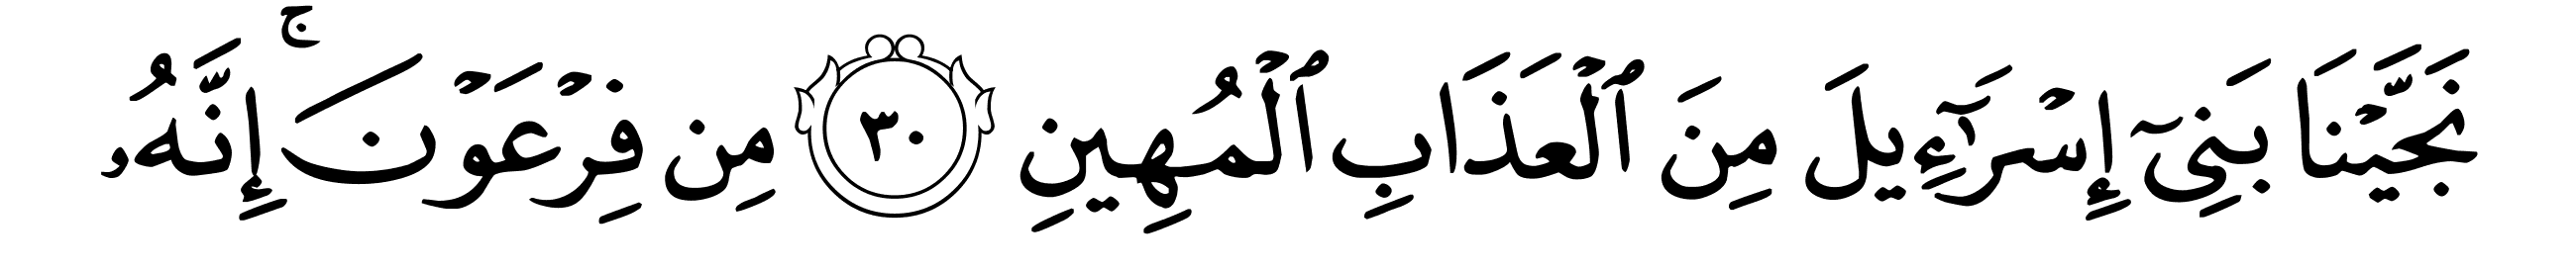 نَجَّيْنَا بَنِىٓ إِسْرَٰٓءِيلَ مِنَ ٱلْعَذَابِ ٱلْمُهِينِ ٣٠ مِن فِرْعَوْنَ ۚ إِنَّهُۥ